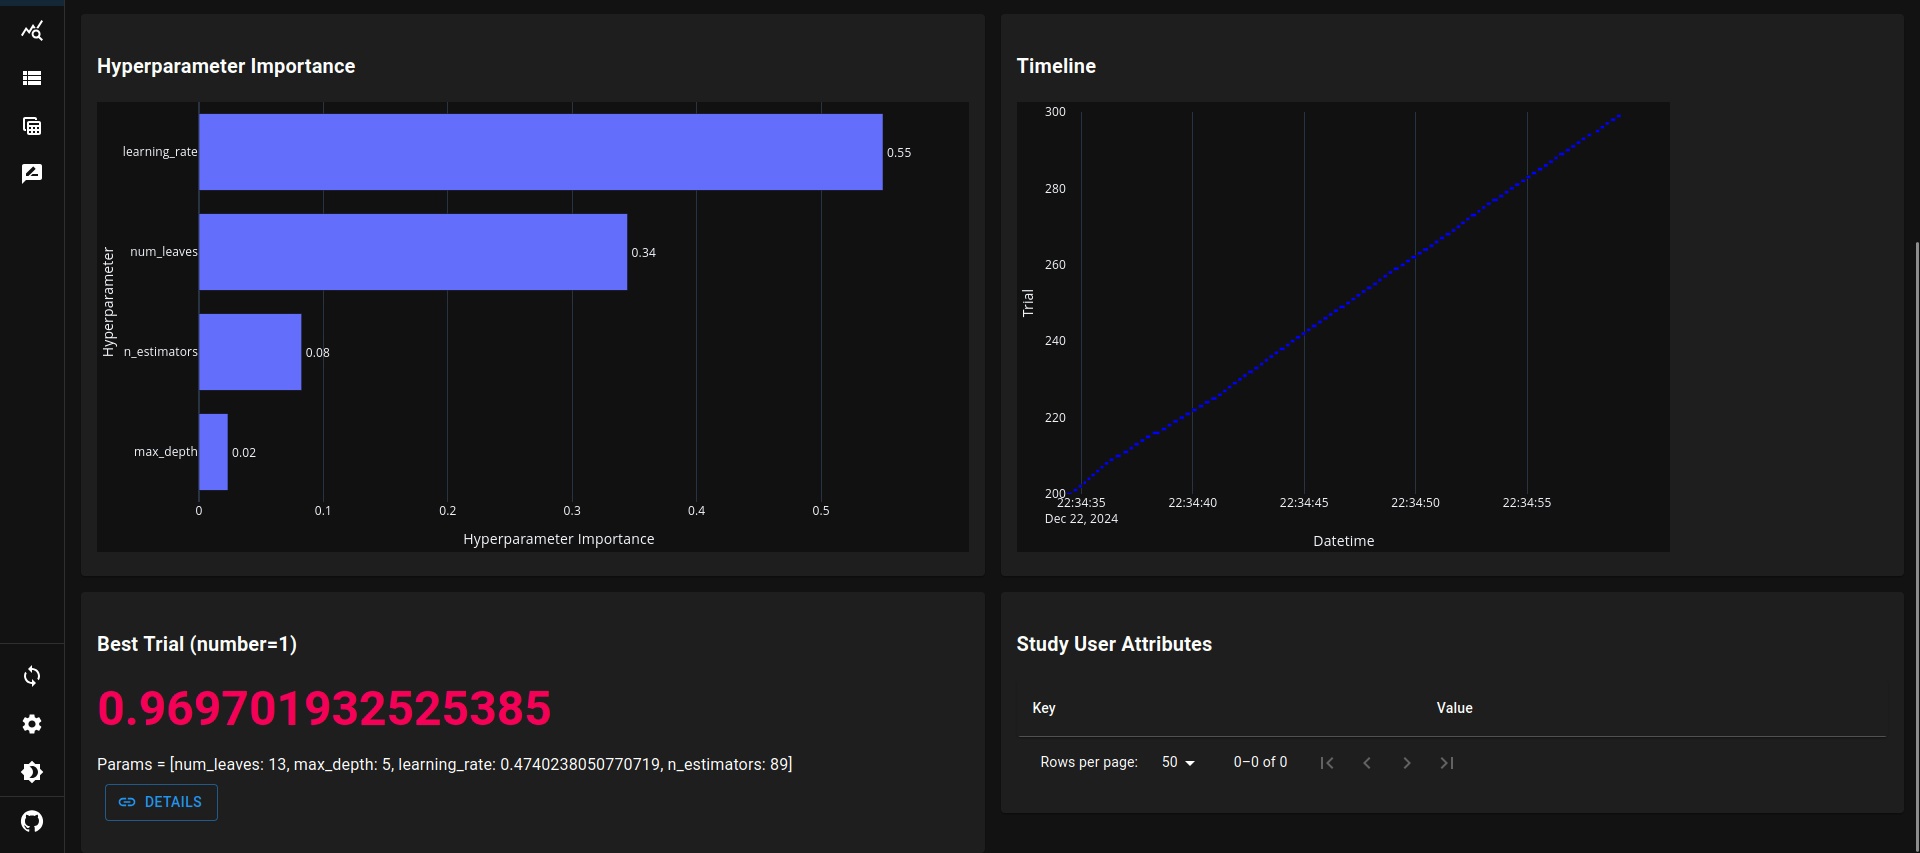 Hyperparameter Importance
Hyperparameter
learning_rate
0.55
num_leaves
0.34
n_estimators
0.08
max_depth
0.02
0 0.1 0.2 0.3 0.4 0.5
Hyperparameter Importance
Timeline
Trial
300
280
260
240
220
200
22:34:35 22:34:40 22:34:45 22:34:50 22:34:55
Dec 22, 2024
Datetime
Best Trial (number=1)
0.969701932525385
Params = [num_leaves: 13, max_depth: 5, learning_rate: 0.4740238050770719, n_estimators: 89]
DETAILS
Study User Attributes
Key Value
Rows per page: 50 0–0 of 0